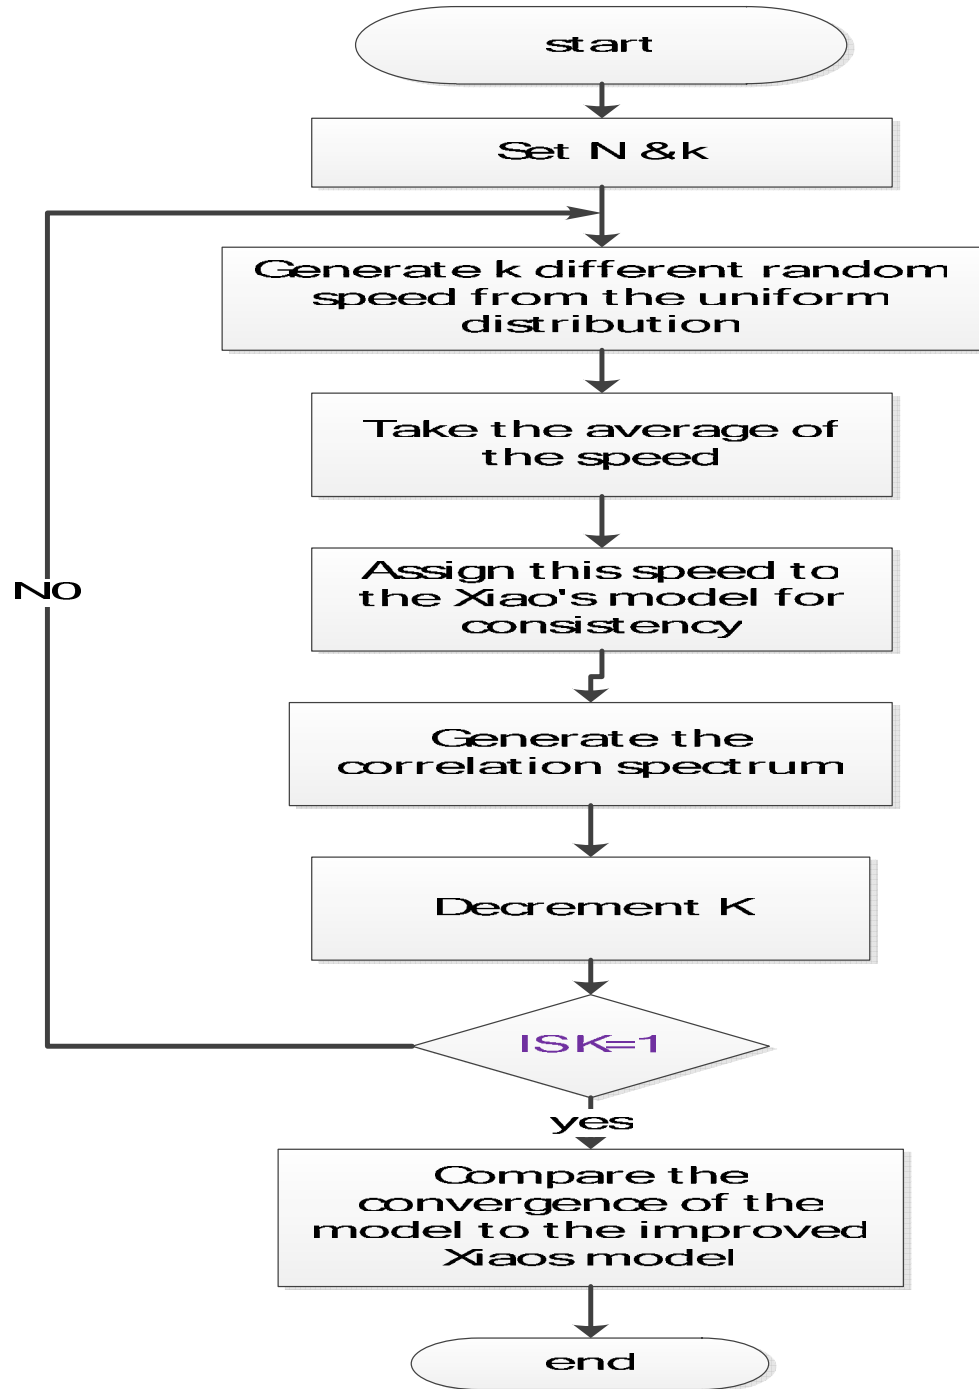 start
Set N & k
Generate k different random
speed from the uniform
distribution
Take the average of
the speed
Assign this speed to
the Xiao's model for
consistency
No
Generate the
correlation spectrum
Decrement K
IS K=1
yes
Compare the
convergence of the
model to the improved
Xiaos model
end